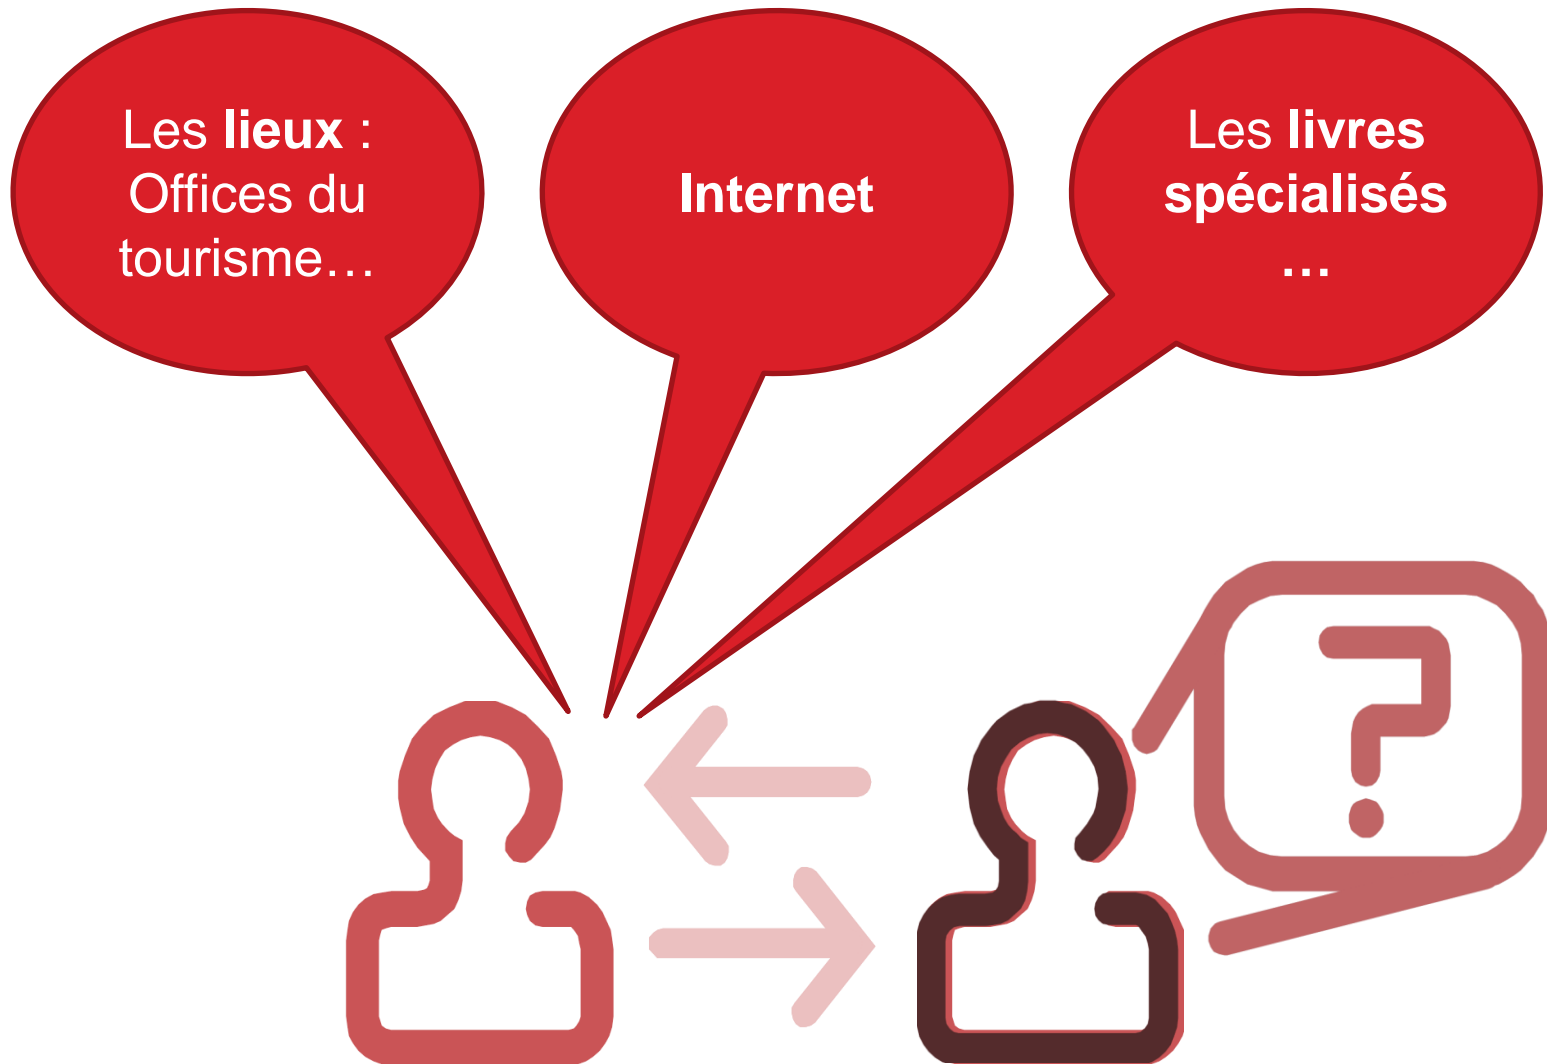 Les lieux :
Offices du
tourisme…
Internet
Les livres
spécialisés
…
?